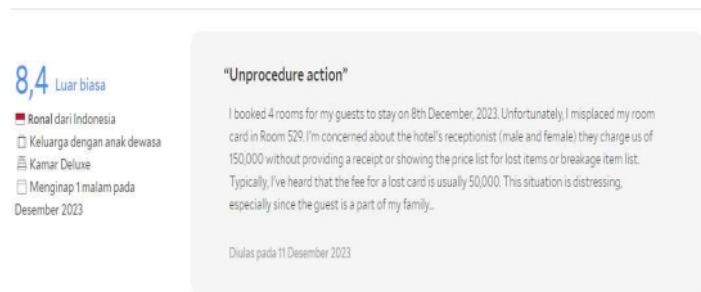 8,4 Luar biasa
Ronal dari Indonesia
Keluarga dengan anak dewasa
Kamar Deluxe
Menginap 1 malam pada
Desember 2023
“Unprocedure action”
I booked 4 rooms for my guests to stay on 8th December, 2023. Unfortunately, I misplaced my room
card in Room 529. I'm concerned about the hotel's receptionist (male and female) they charge us of
150,000 without providing a receipt or showing the price list for lost items or breakage item list.
Typically, I've heard that the fee for a lost card is usually 50,000. This situation is distressing,
especially since the guest is a part of my family...
Diulas pada 11 Desember 2023